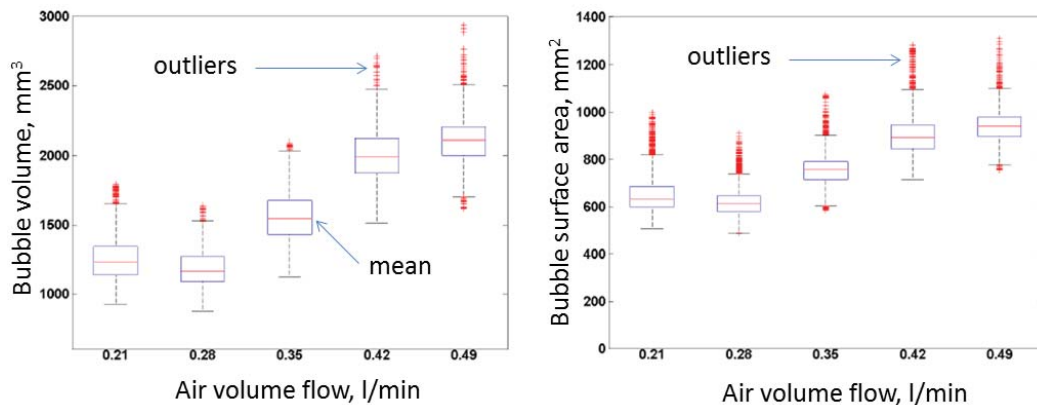 Bubble volume, mm³
3000
2500
2000
1500
1000
outliers
mean
0.21 0.28 0.35 0.42 0.49
Air volume flow, l/min
Bubble surface area, mm²
1400
1200
1000
800
600
400
200
0
outliers
0.21 0.28 0.35 0.42 0.49
Air volume flow, l/min